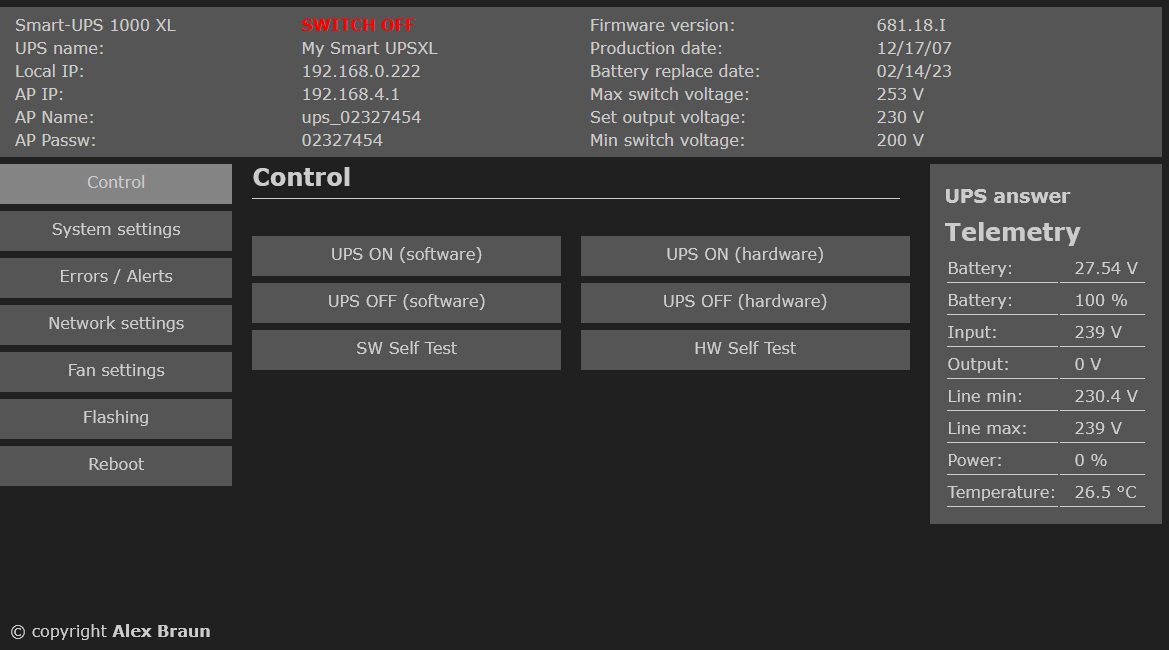 Smart-UPS 1000 XL SWITCH OFF Firmware version: 681.18.I
UPS name: My Smart UPSXL Production date: 12/17/07
Local IP: 192.168.0.222 Battery replace date: 02/14/23
AP IP: 192.168.4.1 Max switch voltage: 253 V
AP Name: ups_02327454 Set output voltage: 230 V
AP Passw: 02327454 Min switch voltage: 200 V
Control
System settings
Errors / Alerts
Network settings
Fan settings
Flashing
Reboot
Control
UPS ON (software) UPS ON (hardware)
UPS OFF (software) UPS OFF (hardware)
SW Self Test HW Self Test
UPS answer
Telemetry
Battery: 27.54 V
Battery: 100 %
Input: 239 V
Output: 0 V
Line min: 230.4 V
Line max: 239 V
Power: 0 %
Temperature: 26.5 °C
© copyright Alex Braun